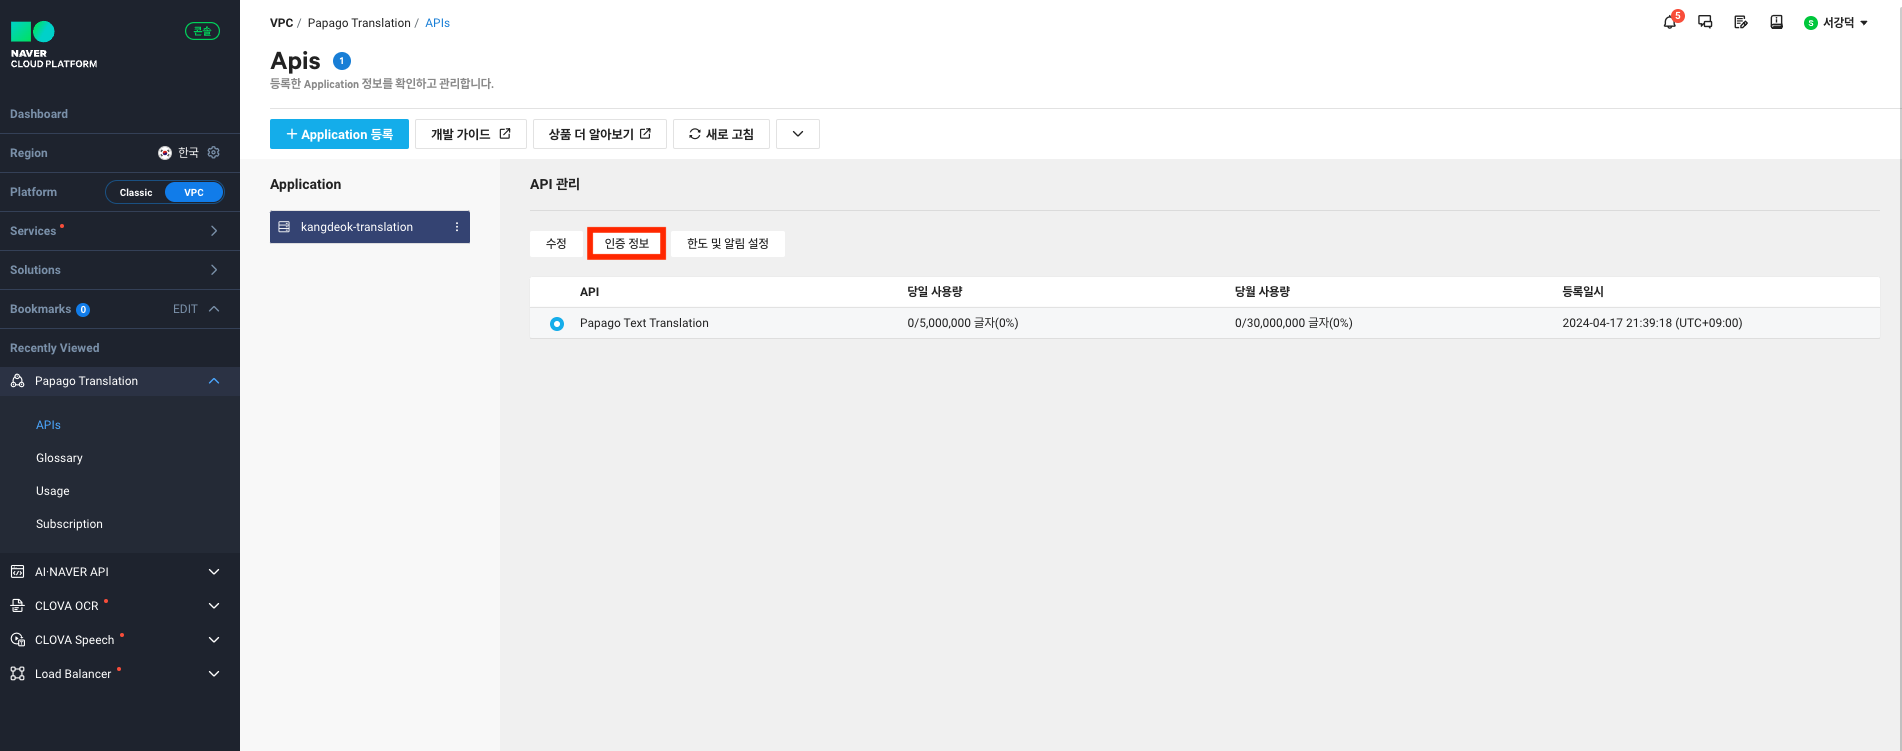 NAVER
CLOUD PLATFORM
콘솔
Dashboard
Region 한국
Platform Classic VPC
Services
Solutions
Bookmarks 0 EDIT
Recently Viewed
Papago Translation
APIs
Glossary
Usage
Subscription
AI·NAVER API
CLOVA OCR
CLOVA Speech
Load Balancer
VPC / Papago Translation / APIs
5
S 서강덕
Apis 1
등록한 Application 정보를 확인하고 관리합니다.
+ Application 등록 개발 가이드 상품 더 알아보기 새로 고침
Application
kangdeok-translation
API 관리
수정 인증 정보 한도 및 알림 설정
API 당일 사용량 당월 사용량 등록일시
Papago Text Translation 0/5,000,000 글자(0%) 0/30,000,000 글자(0%) 2024-04-17 21:39:18 (UTC+09:00)